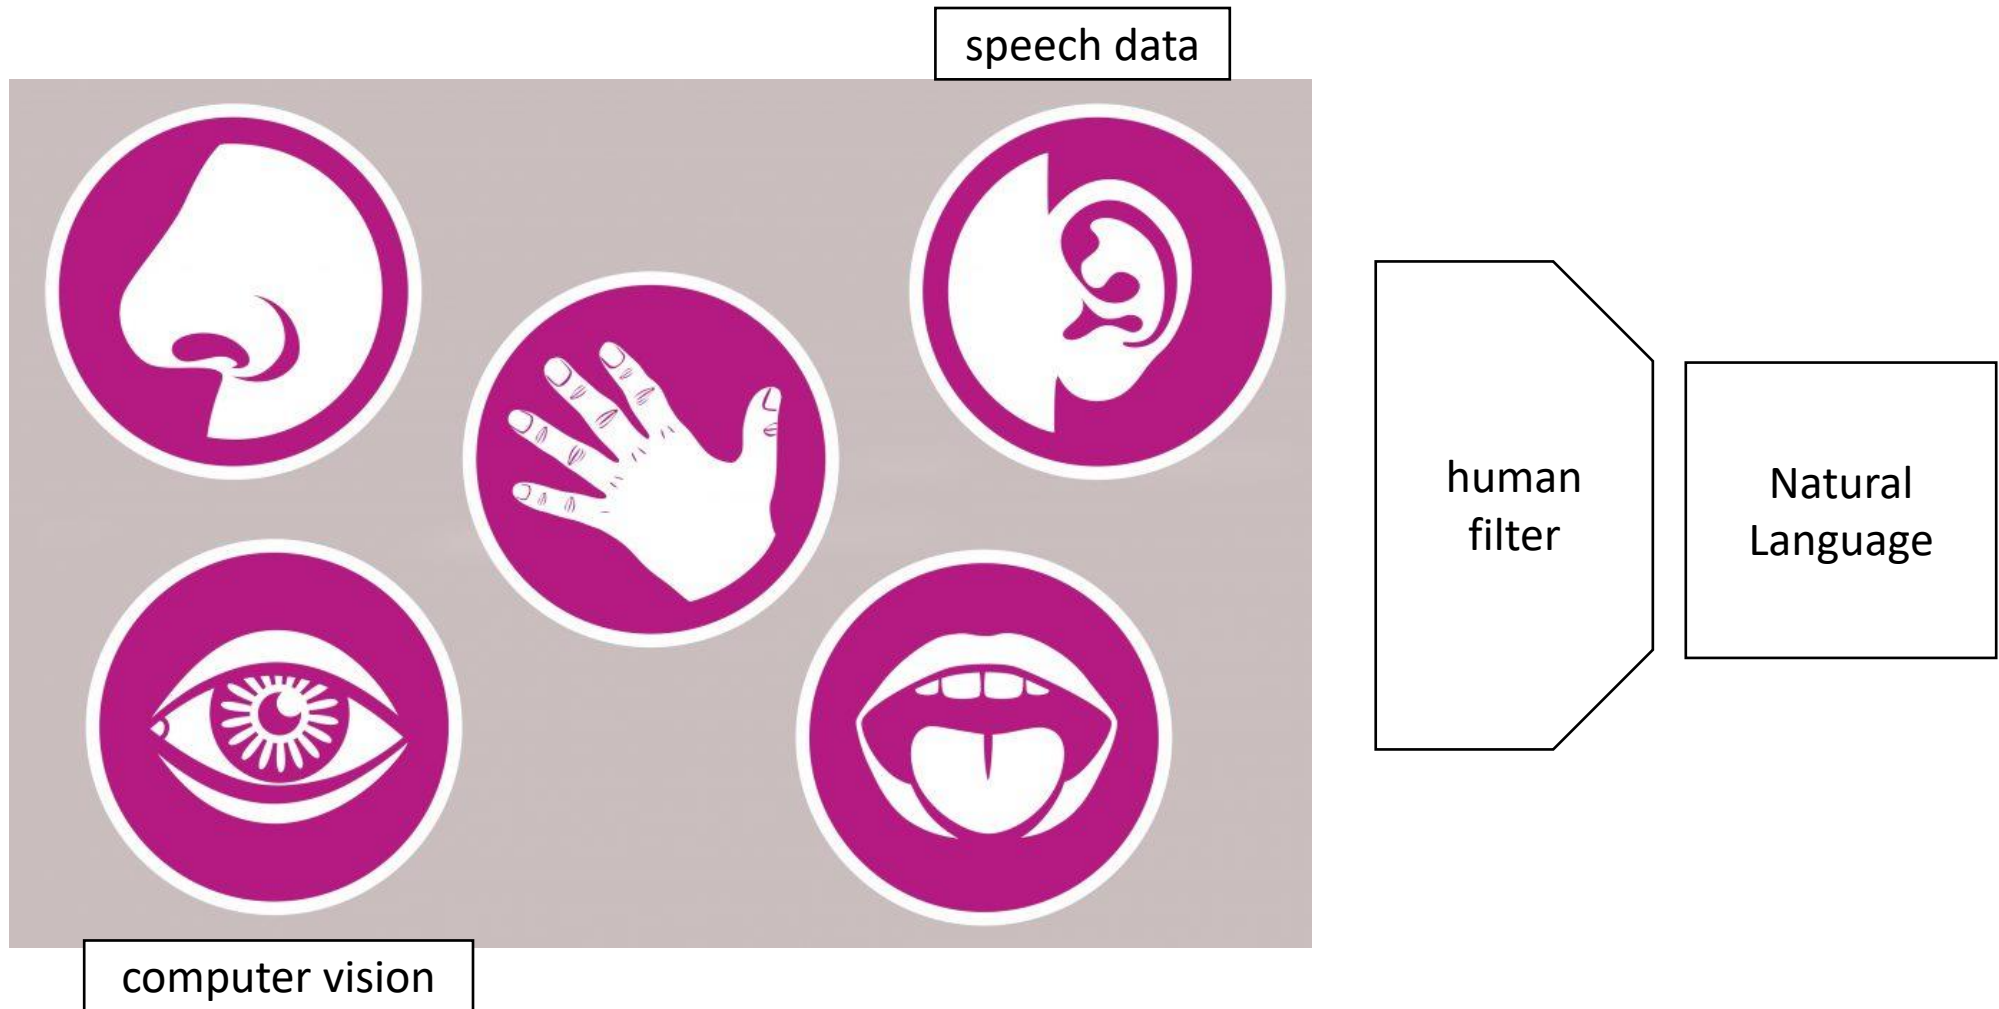 speech data
human
filter
Natural
Language
computer vision